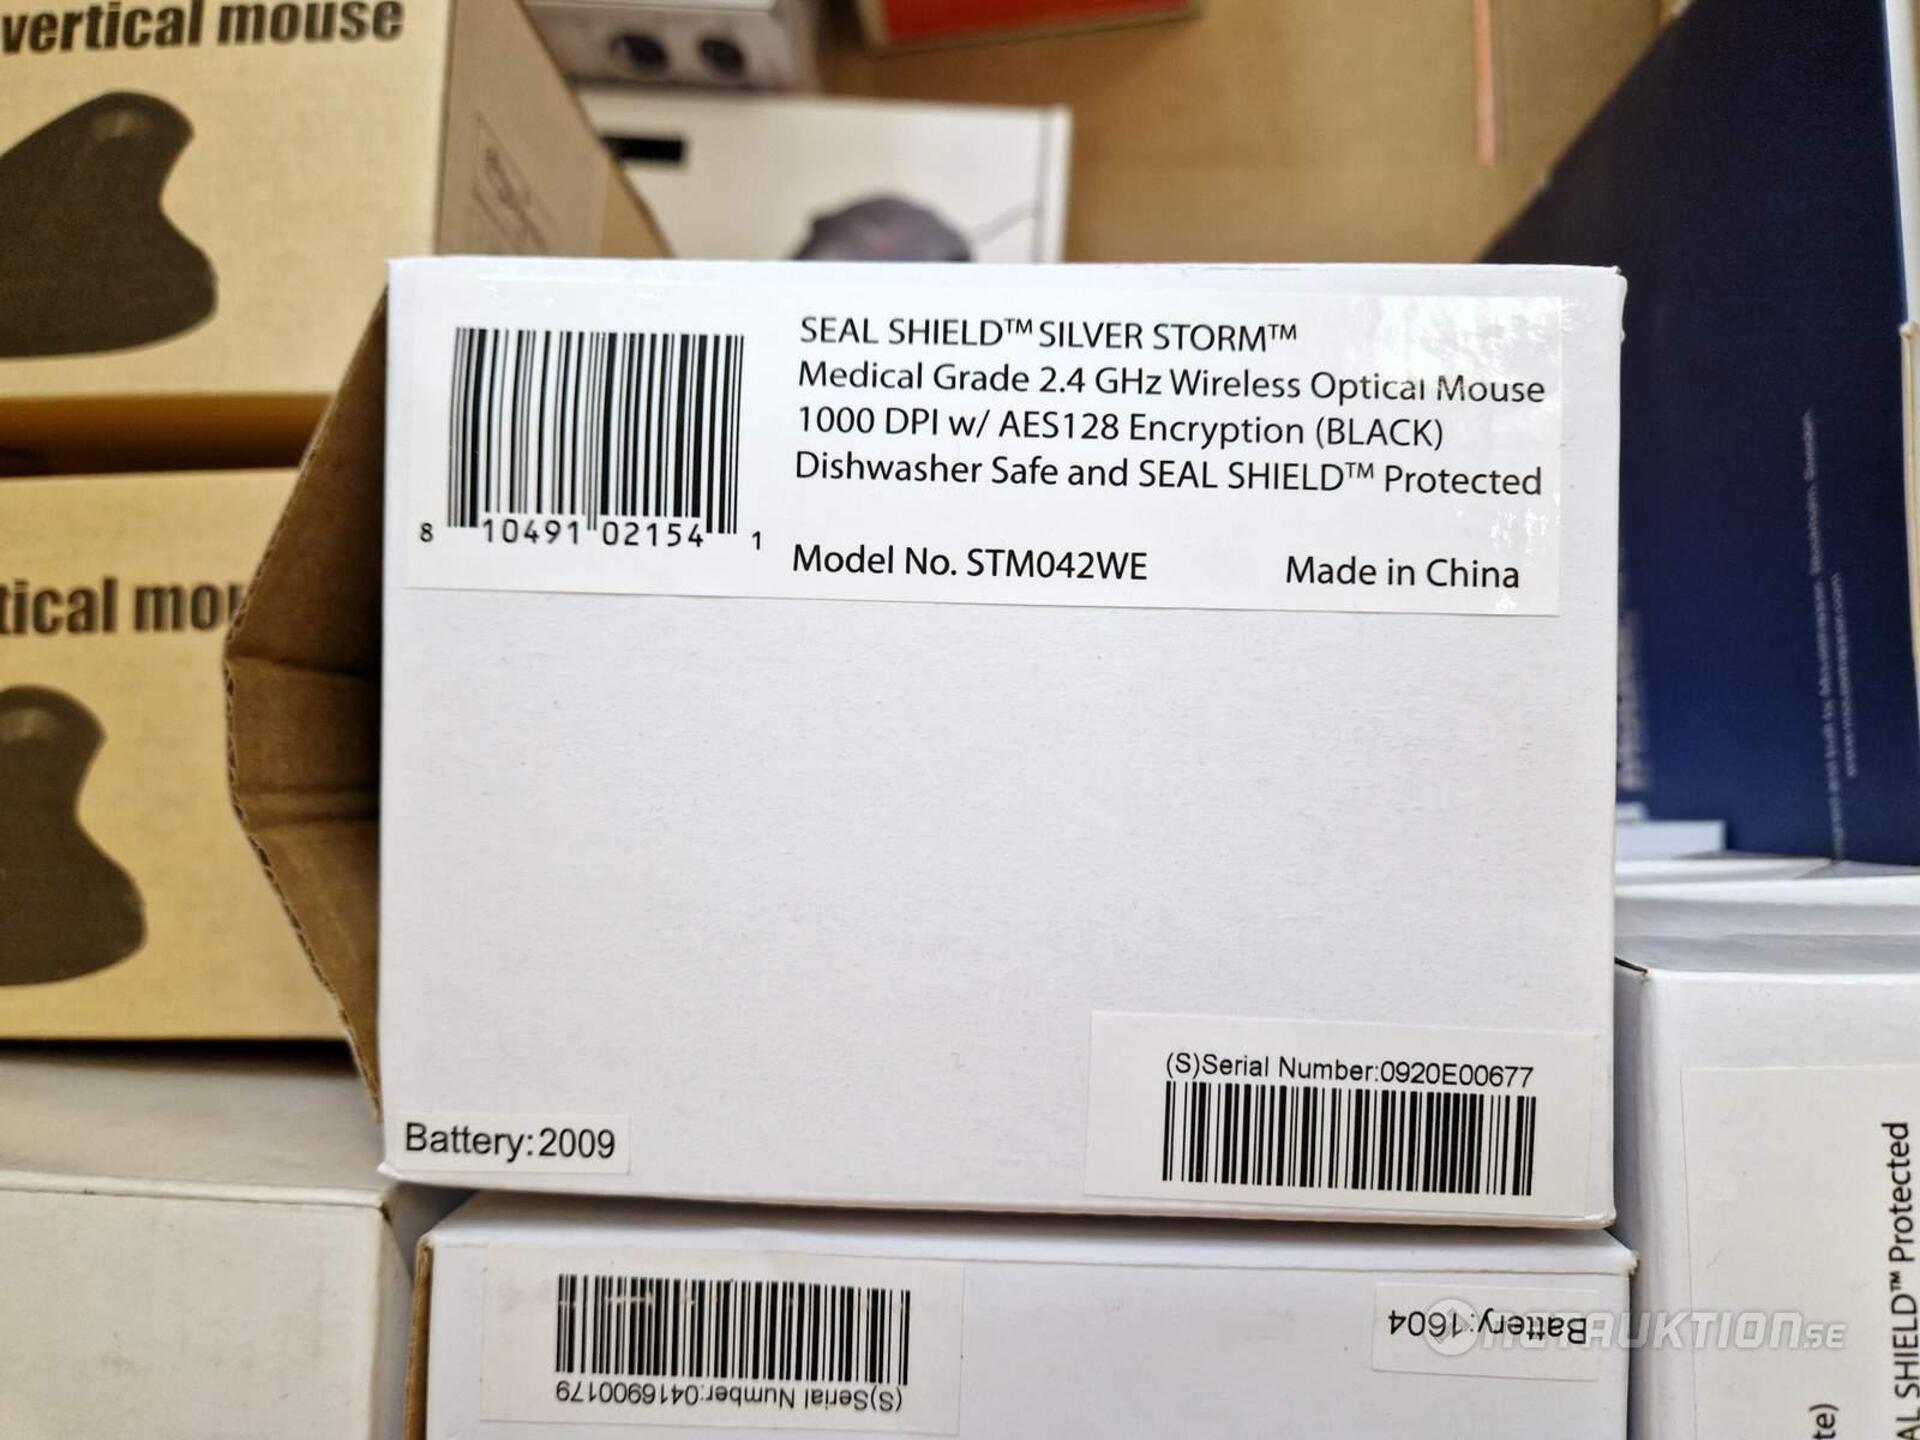 vertical mouse
tical mou
SEAL SHIELD™ SILVER STORM™
Medical Grade 2.4 GHz Wireless Optical Mouse
1000 DPI w/ AES128 Encryption (BLACK)
Dishwasher Safe and SEAL SHIELD™ Protected
8 10491 02154 1
Model No. STM042WE
Made in China
(S)Serial Number:0920E00677
Battery:2009
(S)Serial Number:0416900179
Battery:1604
NETAUKTION.SE
AL SHIELD™ Protected
te)